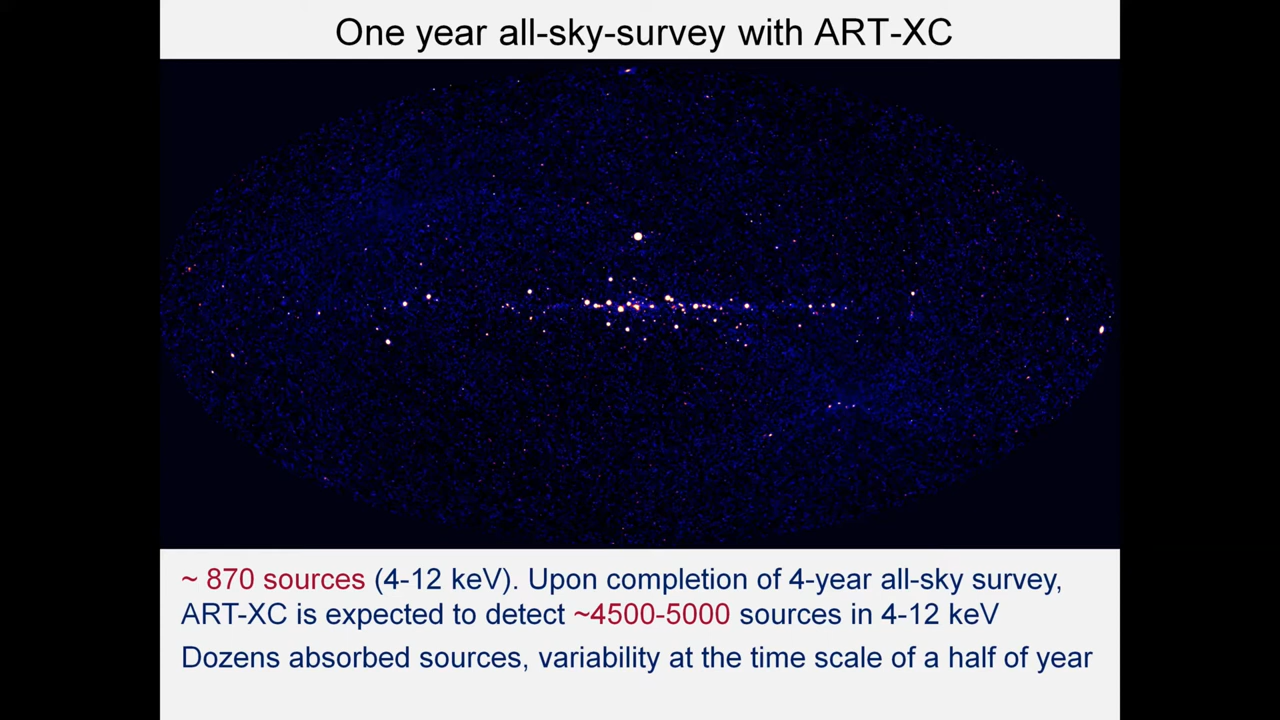 One year all-sky-survey with ART-XC
~ 870 sources (4-12 keV). Upon completion of 4-year all-sky survey,
ART-XC is expected to detect ~4500-5000 sources in 4-12 keV
Dozens absorbed sources, variability at the time scale of a half of year